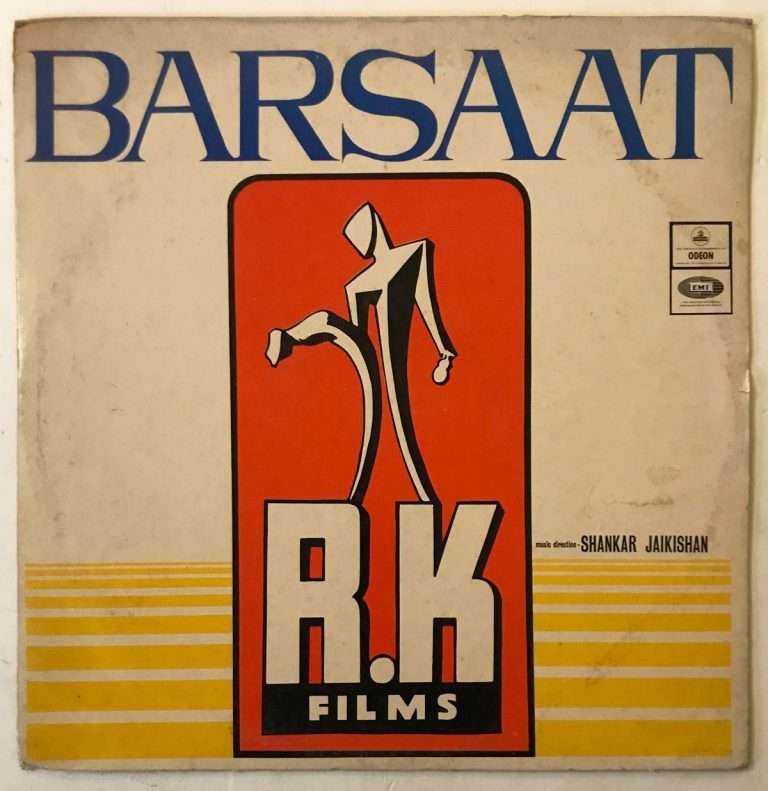 BARSAAT
ODEON
EMI
music direction - SHANKAR JAIKISHAN
R.K
FILMS